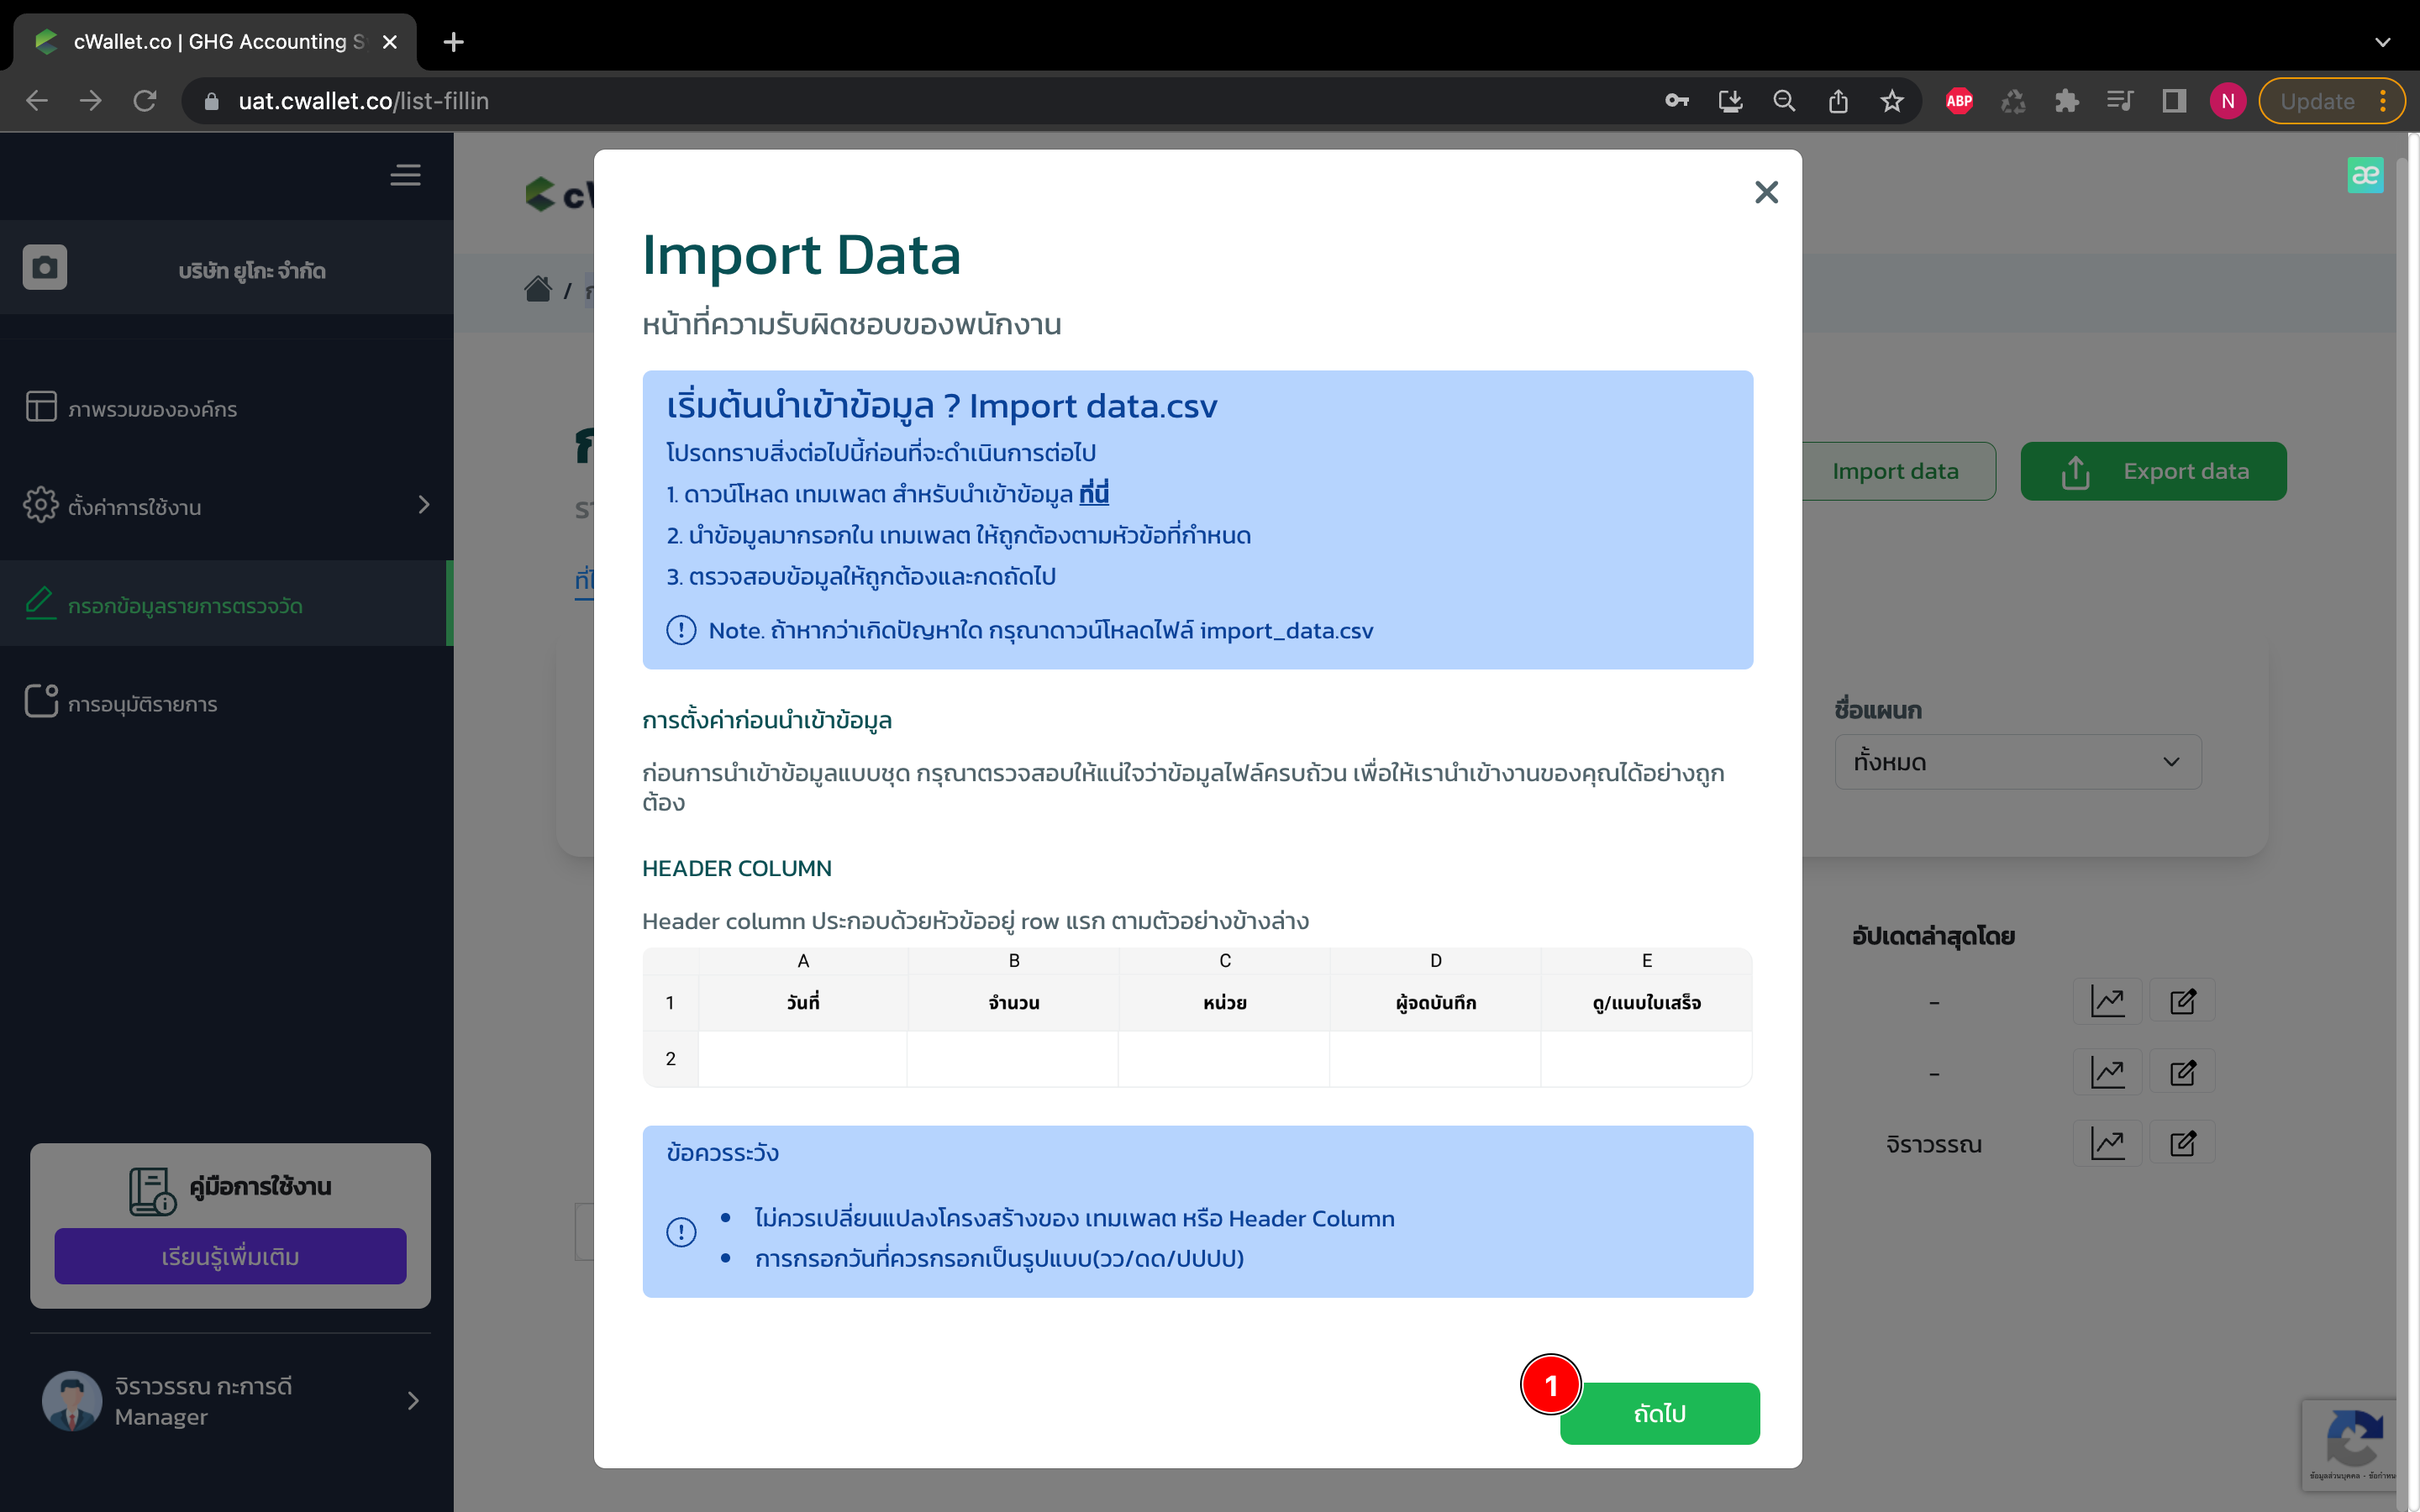 cWallet.co | GHG Accounting S
uat.cwallet.co/list-fillin
ABP
N
Update
บริษัท ยูโกะ จำกัด
ภาพรวมขององค์กร
ตั้งค่าการใช้งาน
กรอกข้อมูลรายการตรวจวัด
การอนุมัติรายการ
คู่มือการใช้งาน
เรียนรู้เพิ่มเติม
จิราวรรณ กะการดี
Manager
/
Import Data
หน้าที่ความรับผิดชอบของพนักงาน
เริ่มต้นนำเข้าข้อมูล ? Import data.csv
โปรดทราบสิ่งต่อไปนี้ก่อนที่จะดำเนินการต่อไป
1. ดาวน์โหลด เทมเพลต สำหรับนำเข้าข้อมูล ที่นี่
2. นำข้อมูลมากรอกใน เทมเพลต ให้ถูกต้องตามหัวข้อที่กำหนด
3. ตรวจสอบข้อมูลให้ถูกต้องและกดถัดไป
Note. ถ้าหากว่าเกิดปัญหาใด กรุณาดาวน์โหลดไฟล์ import_data.csv
การตั้งค่าก่อนนำเข้าข้อมูล
ก่อนการนำเข้าข้อมูลแบบชุด กรุณาตรวจสอบให้แน่ใจว่าข้อมูลไฟล์ครบถ้วน เพื่อให้เรานำเข้างานของคุณได้อย่างถูก
ต้อง
HEADER COLUMN
Header column ประกอบด้วยหัวข้ออยู่ row แรก ตามตัวอย่างข้างล่าง
A B C D E
1 วันที่ จำนวน หน่วย ผู้จดบันทึก ดู/แนบใบเสร็จ
2
ข้อควรระวัง
• ไม่ควรเปลี่ยนแปลงโครงสร้างของ เทมเพลต หรือ Header Column
• การกรอกวันที่ควรกรอกเป็นรูปแบบ(วว/ดด/ปปปป)
1
ถัดไป
æ
Import data
Export data
ชื่อแผนก
ทั้งหมด
อัปเดตล่าสุดโดย
-
-
จิราวรรณ
ข้อมูลส่วนบุคคล - ข้อกำหน